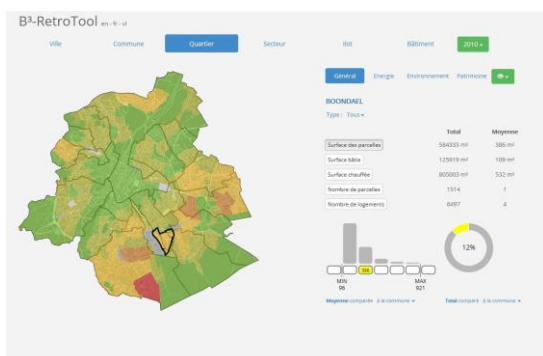 B³-RetroTool en - fr - nl
Ville Commune Quartier Secteur Ilot Bâtiment 2010
Général Energie Environnement Patrimoine
BOONDAEL
Type : Tous
Total Moyenne
Surface des parcelles 584333 m² 386 m²
Surface bâtie 125919 m²
Surface chauffée 805003 m² 532 m²
Nombre de parcelles 1514 1
Nombre de logements 6497 4
12%
MIN MAX
96 921
Moyenne comparée à la commune Total comparé à la commune